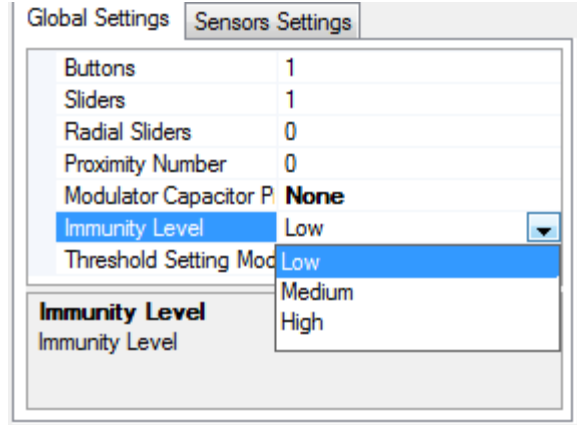 Global Settings Sensors Settings
Buttons 1
Sliders 1
Radial Sliders 0
Proximity Number 0
Modulator Capacitor P None
Immunity Level Low
Threshold Setting Mod Low
Medium
High
Immunity Level
Immunity Level